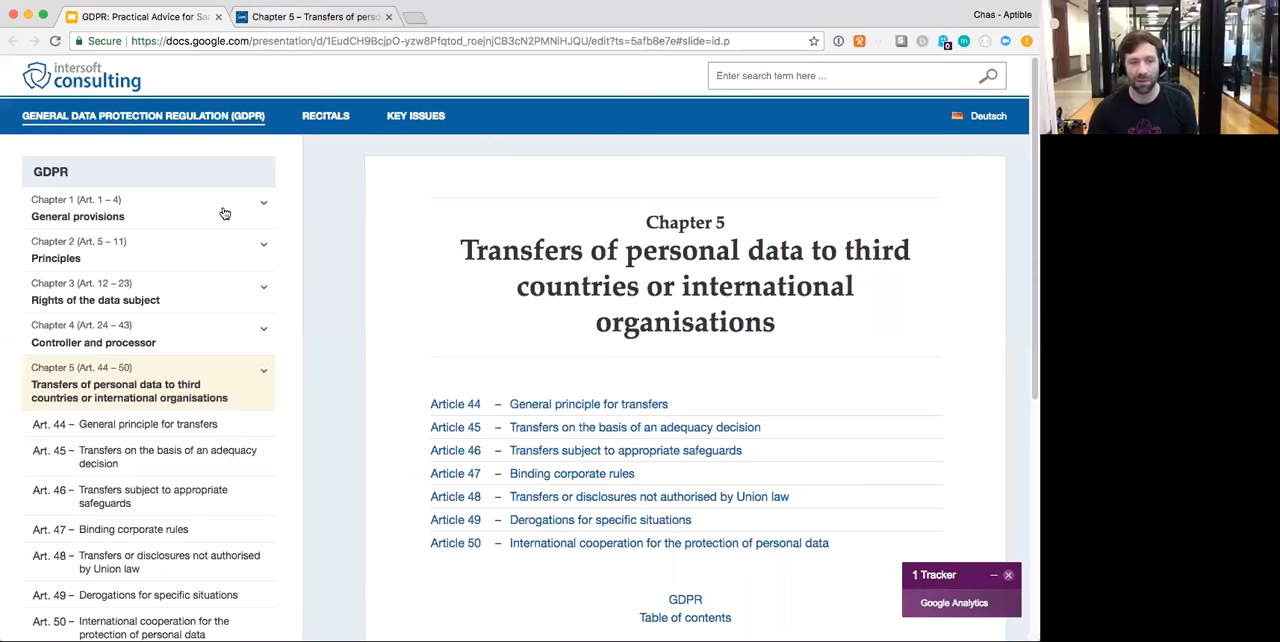 GDPR: Practical Advice for Sa
Chapter 5 – Transfers of perso
Chas - Aptible
Secure
https://docs.google.com/presentation/d/1EudCH9BcjpO-yzw8Pfqtod_roejnjCB3cN2PMNiHJQU/edit?ts=5afb8e7e#slide=id.p
intersoft
consulting
Enter search term here ...
GENERAL DATA PROTECTION REGULATION (GDPR)
RECITALS
KEY ISSUES
Deutsch
GDPR
Chapter 1 (Art. 1 – 4)
General provisions
Chapter 2 (Art. 5 – 11)
Principles
Chapter 3 (Art. 12 – 23)
Rights of the data subject
Chapter 4 (Art. 24 – 43)
Controller and processor
Chapter 5 (Art. 44 – 50)
Transfers of personal data to third
countries or international organisations
Art. 44 – General principle for transfers
Art. 45 – Transfers on the basis of an adequacy
decision
Art. 46 – Transfers subject to appropriate
safeguards
Art. 47 – Binding corporate rules
Art. 48 – Transfers or disclosures not authorised
by Union law
Art. 49 – Derogations for specific situations
Art. 50 – International cooperation for the
protection of personal data
Chapter 5
Transfers of personal data to third
countries or international
organisations
Article 44 – General principle for transfers
Article 45 – Transfers on the basis of an adequacy decision
Article 46 – Transfers subject to appropriate safeguards
Article 47 – Binding corporate rules
Article 48 – Transfers or disclosures not authorised by Union law
Article 49 – Derogations for specific situations
Article 50 – International cooperation for the protection of personal data
GDPR
Table of contents
1 Tracker
Google Analytics